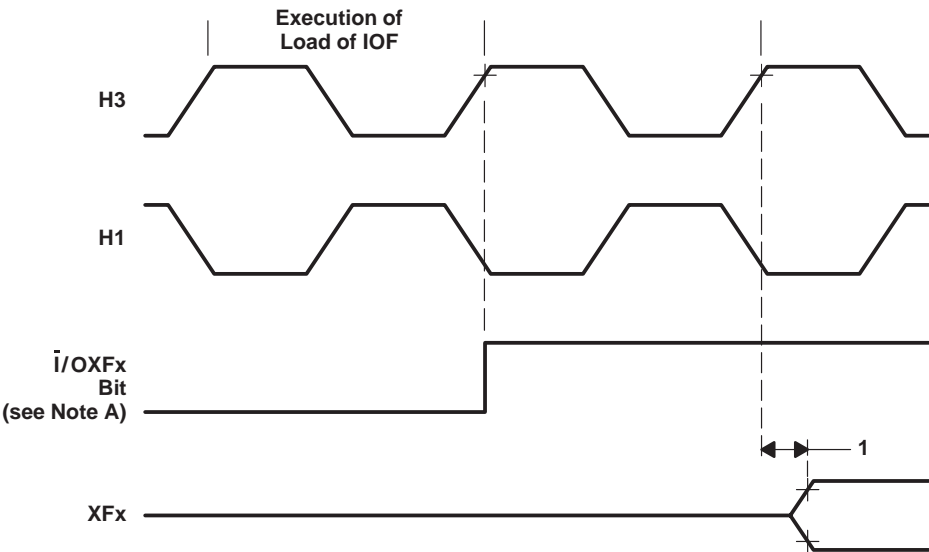 Execution of
Load of IOF
H3
H1
I̅/OXFx
Bit
(see Note A)
1
XFx